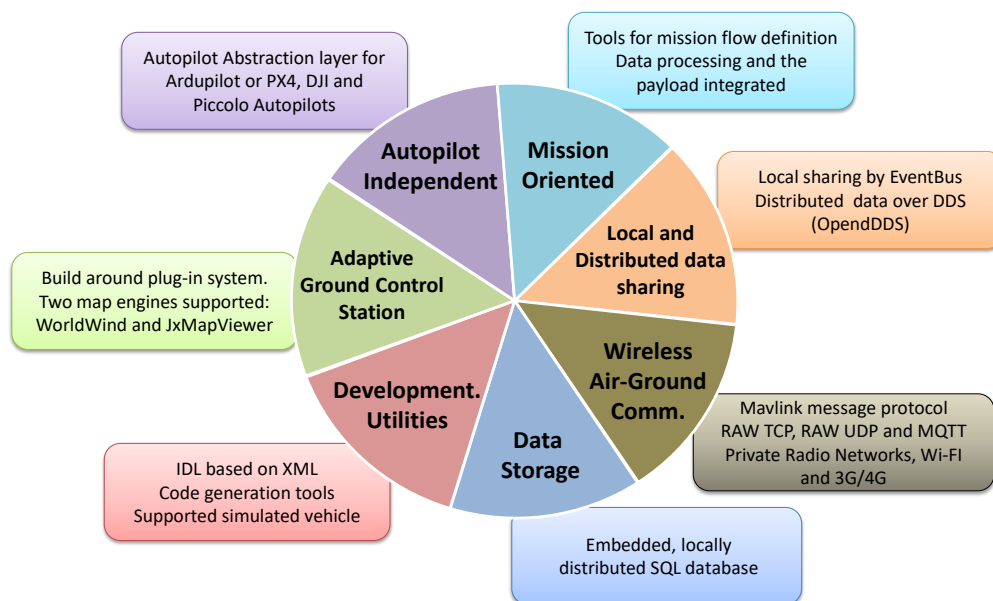 Autopilot Abstraction layer for
Ardupilot or PX4, DJI and
Piccolo Autopilots
Tools for mission flow definition
Data processing and the
payload integrated
Autopilot
Independent
Mission
Oriented
Local sharing by EventBus
Distributed data over DDS
(OpendDDS)
Local and
Distributed data
sharing
Adaptive
Ground Control
Station
Build around plug-in system.
Two map engines supported:
WorldWind and JxMapViewer
Wireless
Air-Ground
Comm.
Development.
Utilities
Mavlink message protocol
RAW TCP, RAW UDP and MQTT
Private Radio Networks, Wi-FI
and 3G/4G
Data
Storage
IDL based on XML
Code generation tools
Supported simulated vehicle
Embedded, locally
distributed SQL database